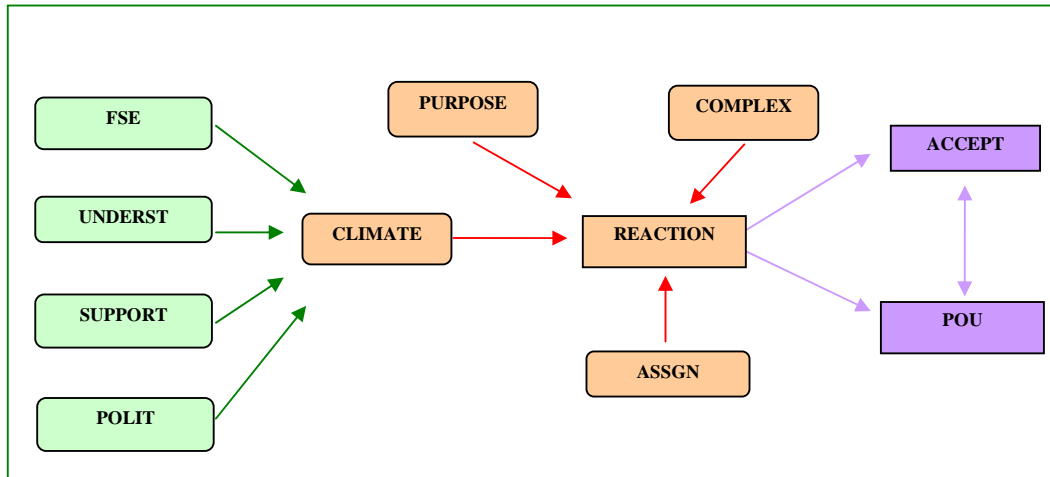 FSE
UNDERST
SUPPORT
POLIT
CLIMATE
PURPOSE
COMPLEX
REACTION
ASSGN
ACCEPT
POU